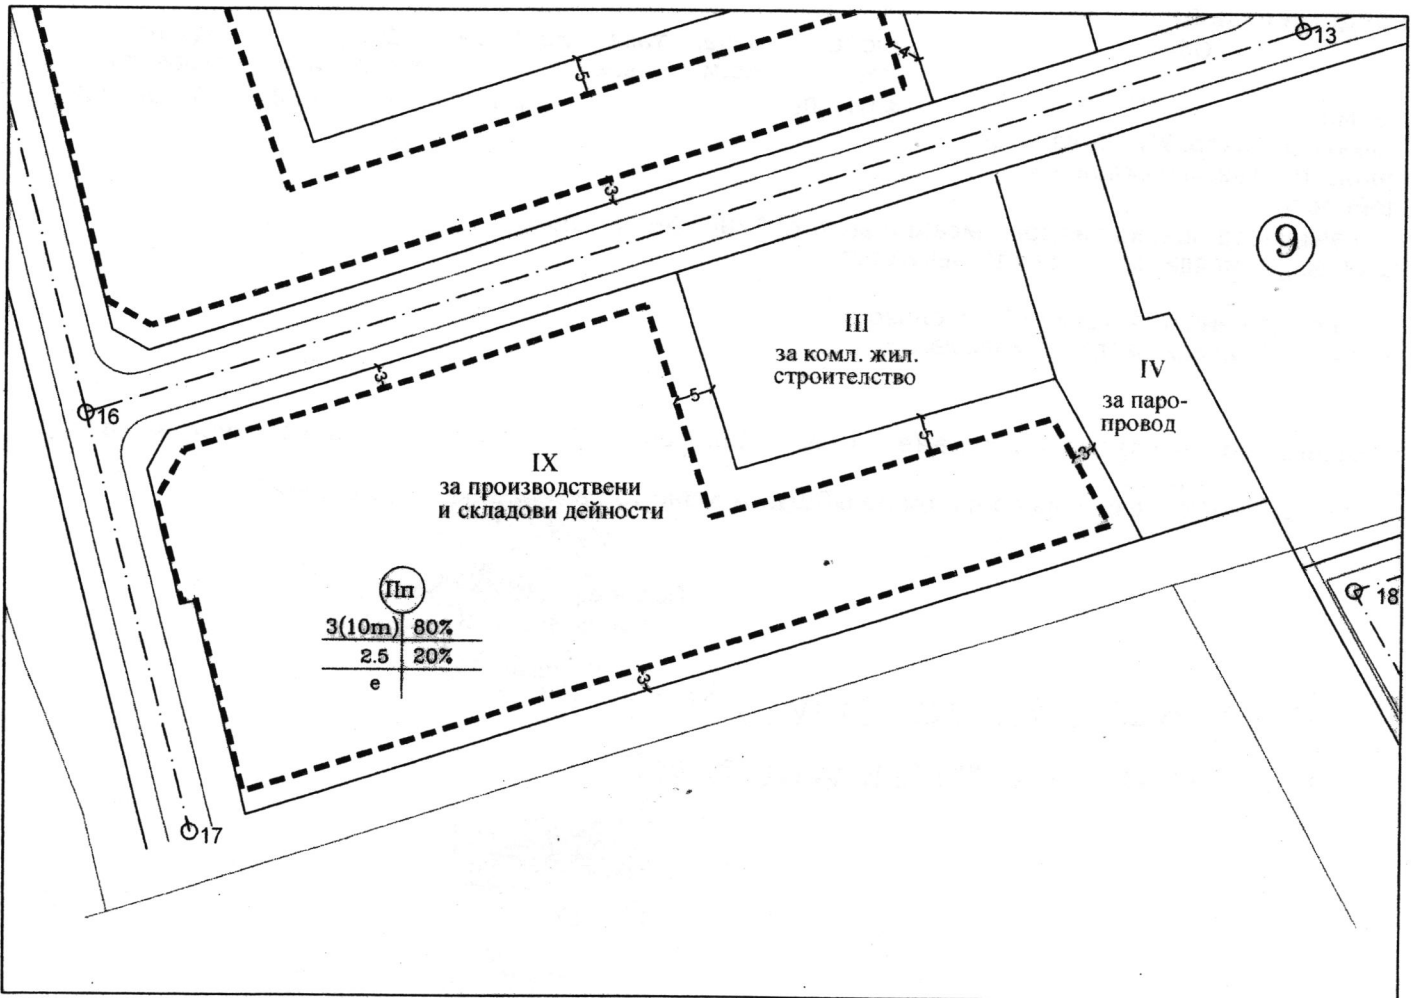 13
4
5
3
9
III
за комл. жил.
строителство
IV
за паро-
провод
3
5
16
5
3
IX
за производствени
и складови дейности
Пп
3(10m) 80%
2.5 20%
е
18
3
17